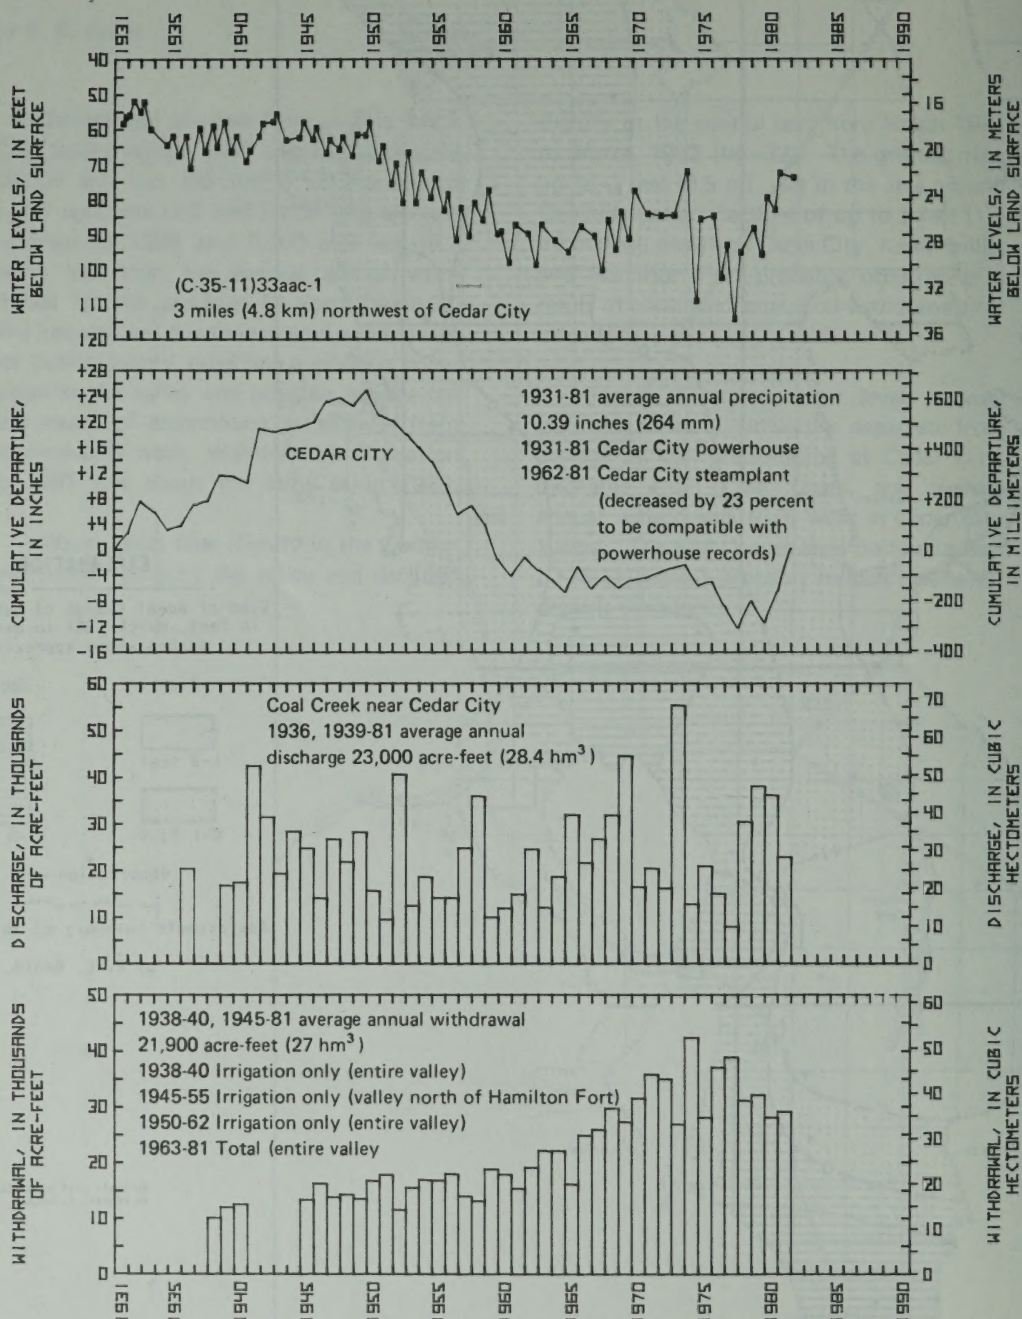 1931 1935 1940 1945 1950 1955 1960 1965 1970 1975 1980 1985 1990
WATER LEVELS, IN FEET
BELOW LAND SURFACE
40
50
60
70
80
90
100
110
120
(C-35-11)33aac-1
3 miles (4.8 km) northwest of Cedar City
16
20
24
28
32
36
WATER LEVELS, IN METERS
BELOW LAND SURFACE
CUMULATIVE DEPARTURE,
IN INCHES
+28
+24
+20
+16
+12
+8
+4
0
-4
-8
-12
-16
CEDAR CITY
1931-81 average annual precipitation
10.39 inches (264 mm)
1931-81 Cedar City powerhouse
1962-81 Cedar City steamplant
(decreased by 23 percent
to be compatible with
powerhouse records)
+600
+400
+200
0
-200
-400
CUMULATIVE DEPARTURE,
IN MILLIMETERS
DISCHARGE, IN THOUSANDS
OF ACRE-FEET
60
50
40
30
20
10
0
Coal Creek near Cedar City
1936, 1939-81 average annual
discharge 23,000 acre-feet (28.4 hm³)
70
60
50
40
30
20
10
0
DISCHARGE, IN CUBIC
HECTOMETERS
WITHDRAWAL, IN THOUSANDS
OF ACRE-FEET
50
40
30
20
10
0
1938-40, 1945-81 average annual withdrawal
21,900 acre-feet (27 hm³)
1938-40 Irrigation only (entire valley)
1945-55 Irrigation only (valley north of Hamilton Fort)
1950-62 Irrigation only (entire valley)
1963-81 Total (entire valley
60
50
40
30
20
10
0
WITHDRAWAL, IN CUBIC
HECTOMETERS
1931 1935 1940 1945 1950 1955 1960 1965 1970 1975 1980 1985 1990